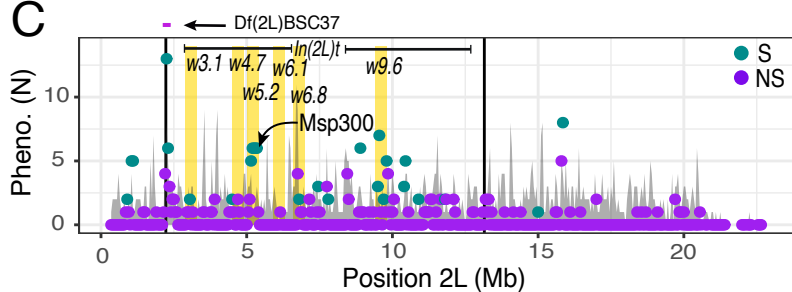 C
Df(2L)BSC37
In(2L)t
w3.1 w4.7 w6.1 w9.6
w5.2 w6.8
Msp300
S
NS
Pheno. (N)
10
5
0
0 5 10 15 20
Position 2L (Mb)